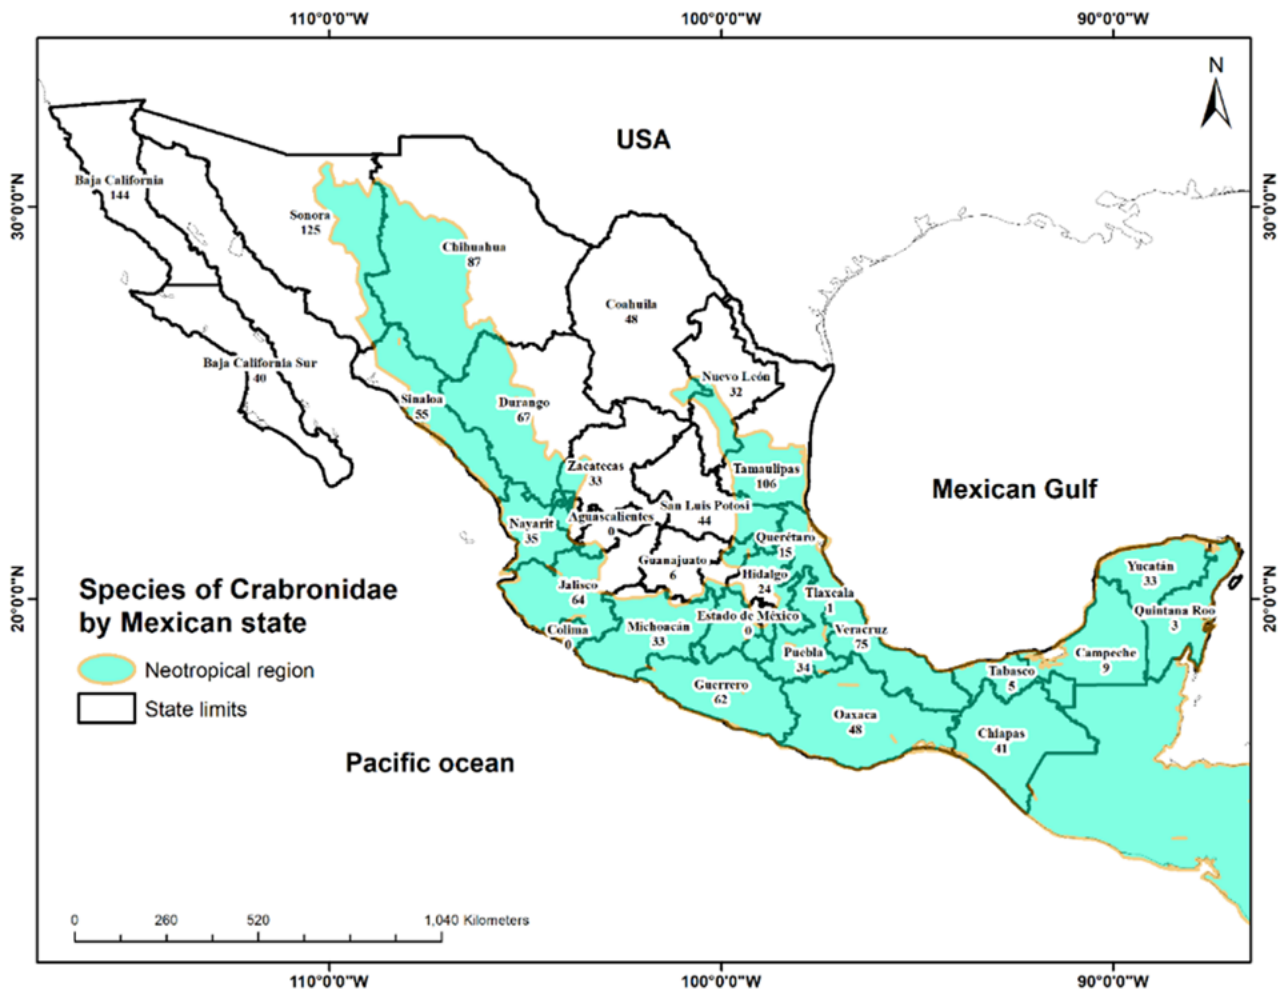 110°0'0"W
100°0'0"W
90°0'0"W
N
USA
Baja California
144
30°0'0"N
30°0'0"N
Sonora
125
Chihuahua
87
Coahuila
48
Baja California Sur
40
Nuevo León
32
Sinaloa
55
Durango
67
Zacatecas
33
Tamaulipas
106
Mexican Gulf
San Luis Potosi
44
Aguascalientes
0
Nayarit
35
Querétaro
15
Guanajuato
6
Hidalgo
24
Yucatán
33
Jalisco
64
Tlaxcala
1
Quintana Roo
3
20°0'0"N
20°0'0"N
Species of Crabronidae
by Mexican state
Estado de México
0
Colima
0
Michoacán
33
Veracruz
75
Puebla
34
Campeche
9
Neotropical region
Tabasco
5
Guerrero
62
State limits
Oaxaca
48
Chiapas
41
Pacific ocean
0 260 520 1,040 Kilometers
110°0'0"W
100°0'0"W
90°0'0"W